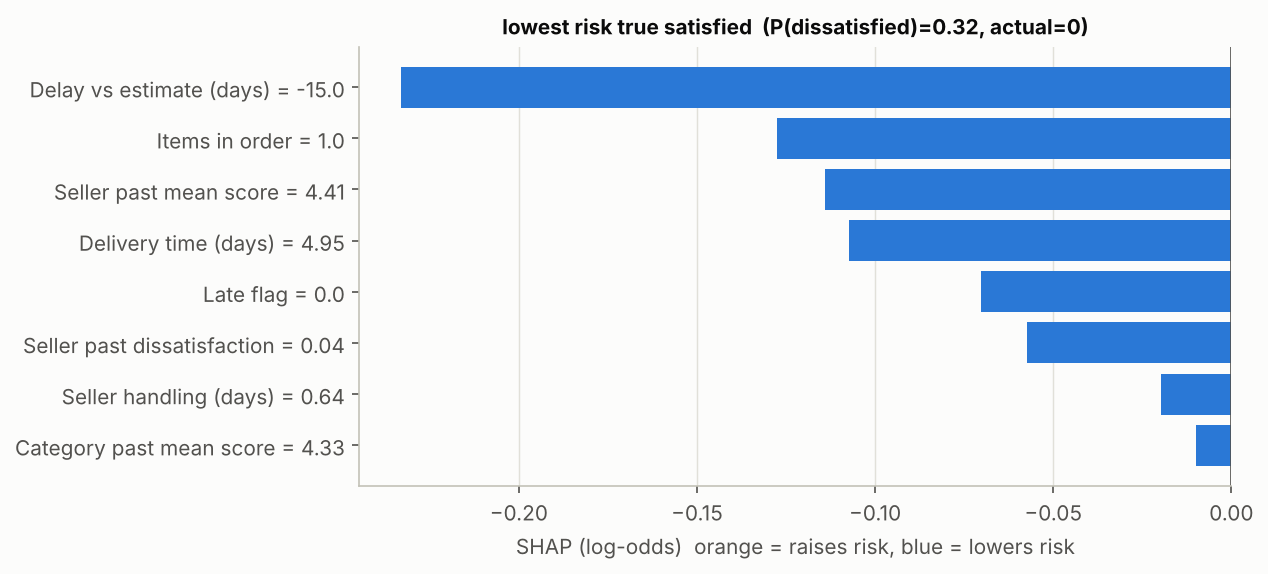 lowest risk true satisfied (P(dissatisfied)=0.32, actual=0)
Delay vs estimate (days) = -15.0
Items in order = 1.0
Seller past mean score = 4.41
Delivery time (days) = 4.95
Late flag = 0.0
Seller past dissatisfaction = 0.04
Seller handling (days) = 0.64
Category past mean score = 4.33
−0.20 −0.15 −0.10 −0.05 0.00
SHAP (log-odds) orange = raises risk, blue = lowers risk